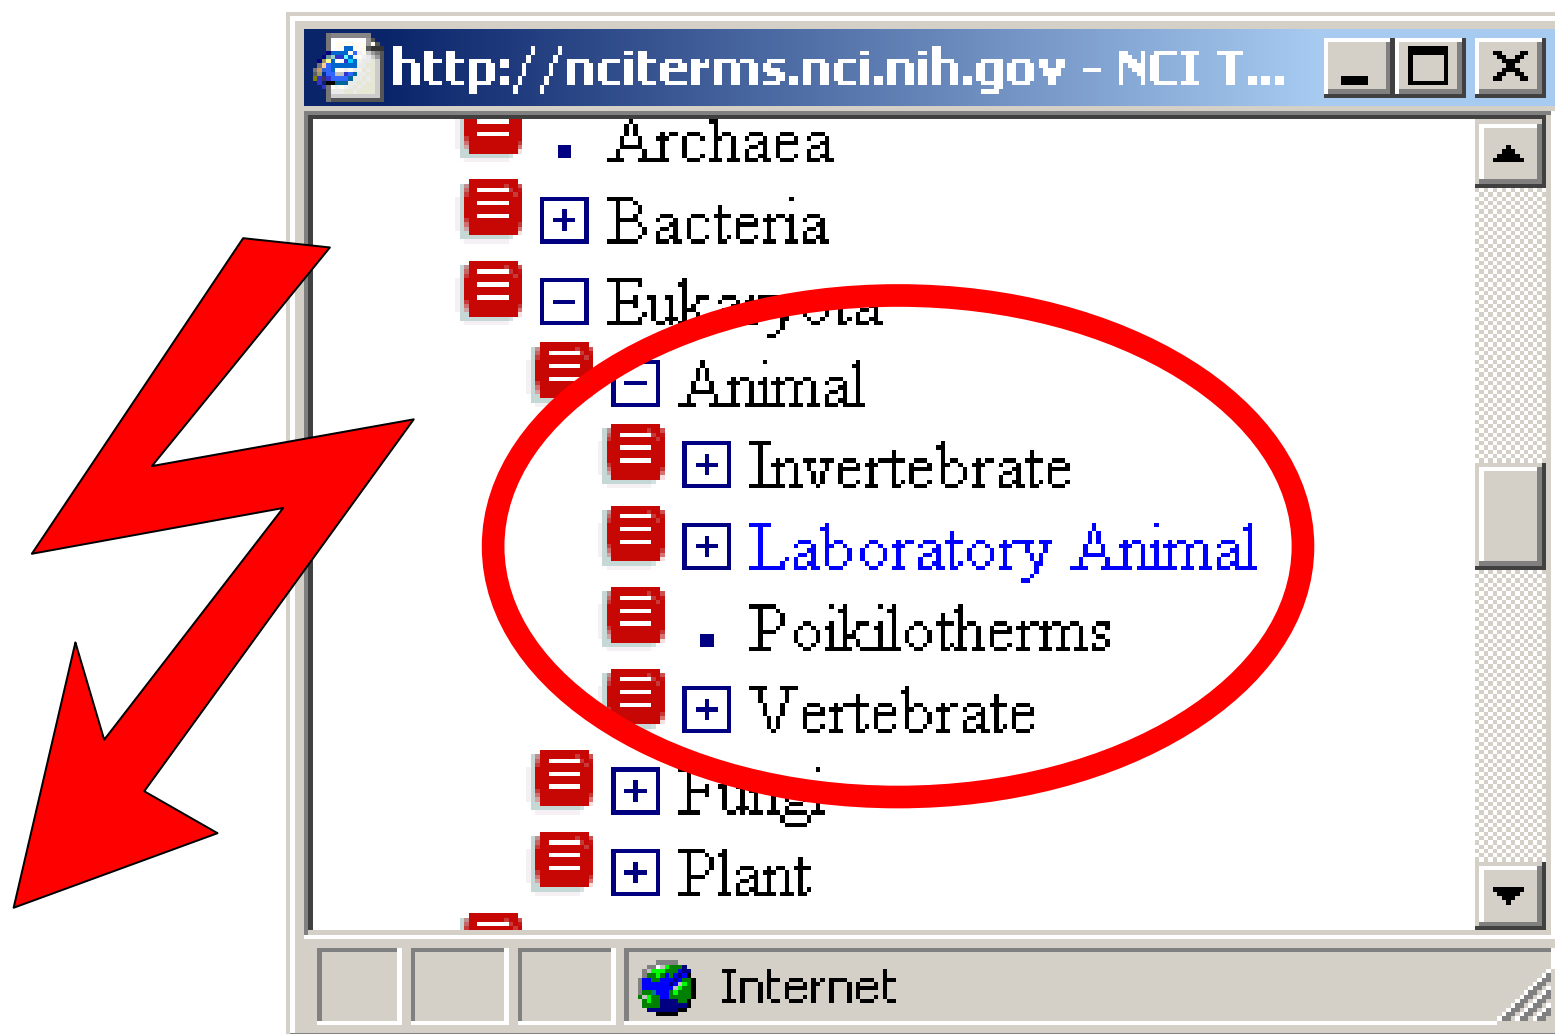 http://nciterms.nci.nih.gov - NCI T...
Archaea
Bacteria
Eukaryota
Animal
Invertebrate
Laboratory Animal
Poikilotherms
Vertebrate
Fungi
Plant
Internet